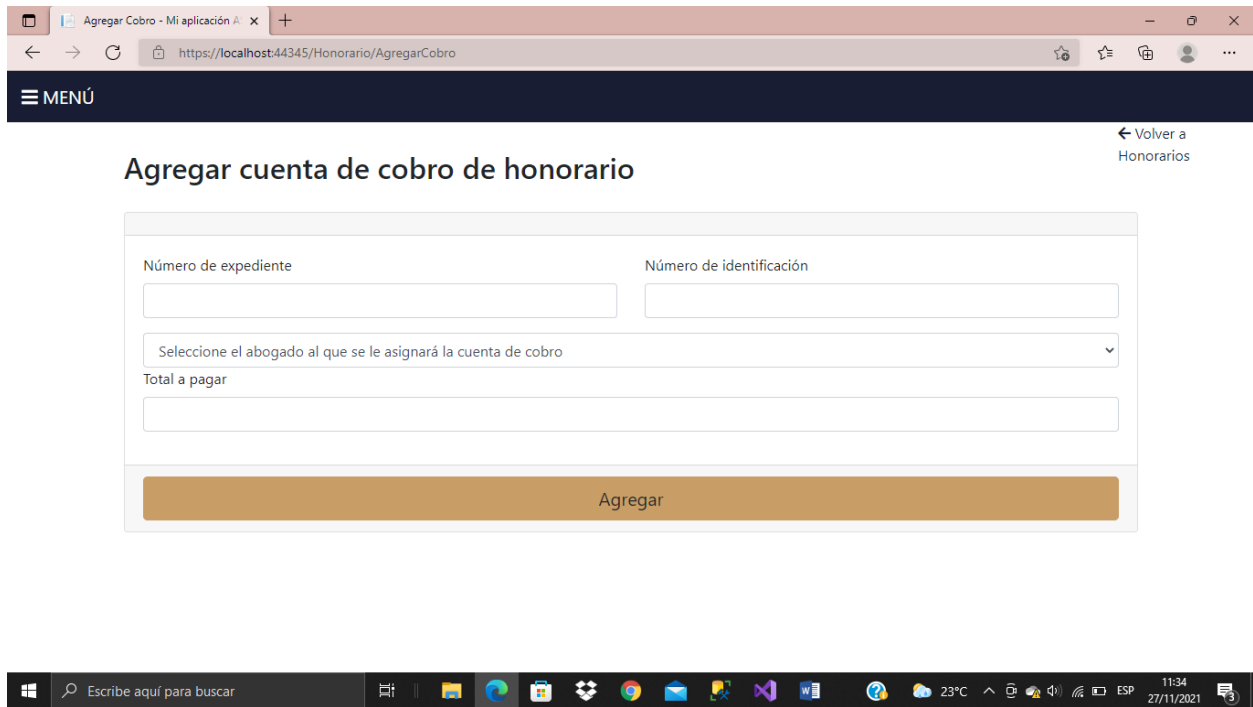 Agregar Cobro - Mi aplicación A
https://localhost:44345/Honorario/AgregarCobro
MENÚ
Volver a
Honorarios
Agregar cuenta de cobro de honorario
Número de expediente
Número de identificación
Seleccione el abogado al que se le asignará la cuenta de cobro
Total a pagar
Agregar
Escribe aquí para buscar
23°C
ESP
11:34
27/11/2021
3